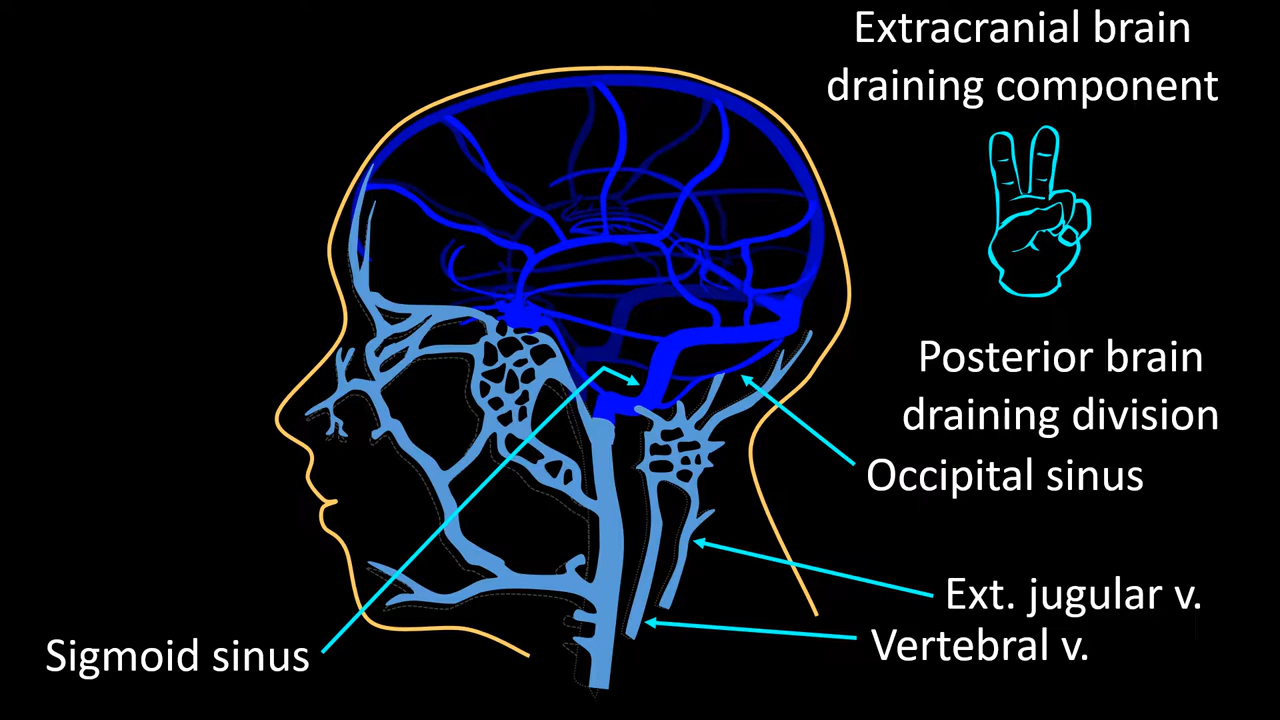 Extracranial brain
draining component
Posterior brain
draining division
Occipital sinus
Ext. jugular v.
Vertebral v.
Sigmoid sinus